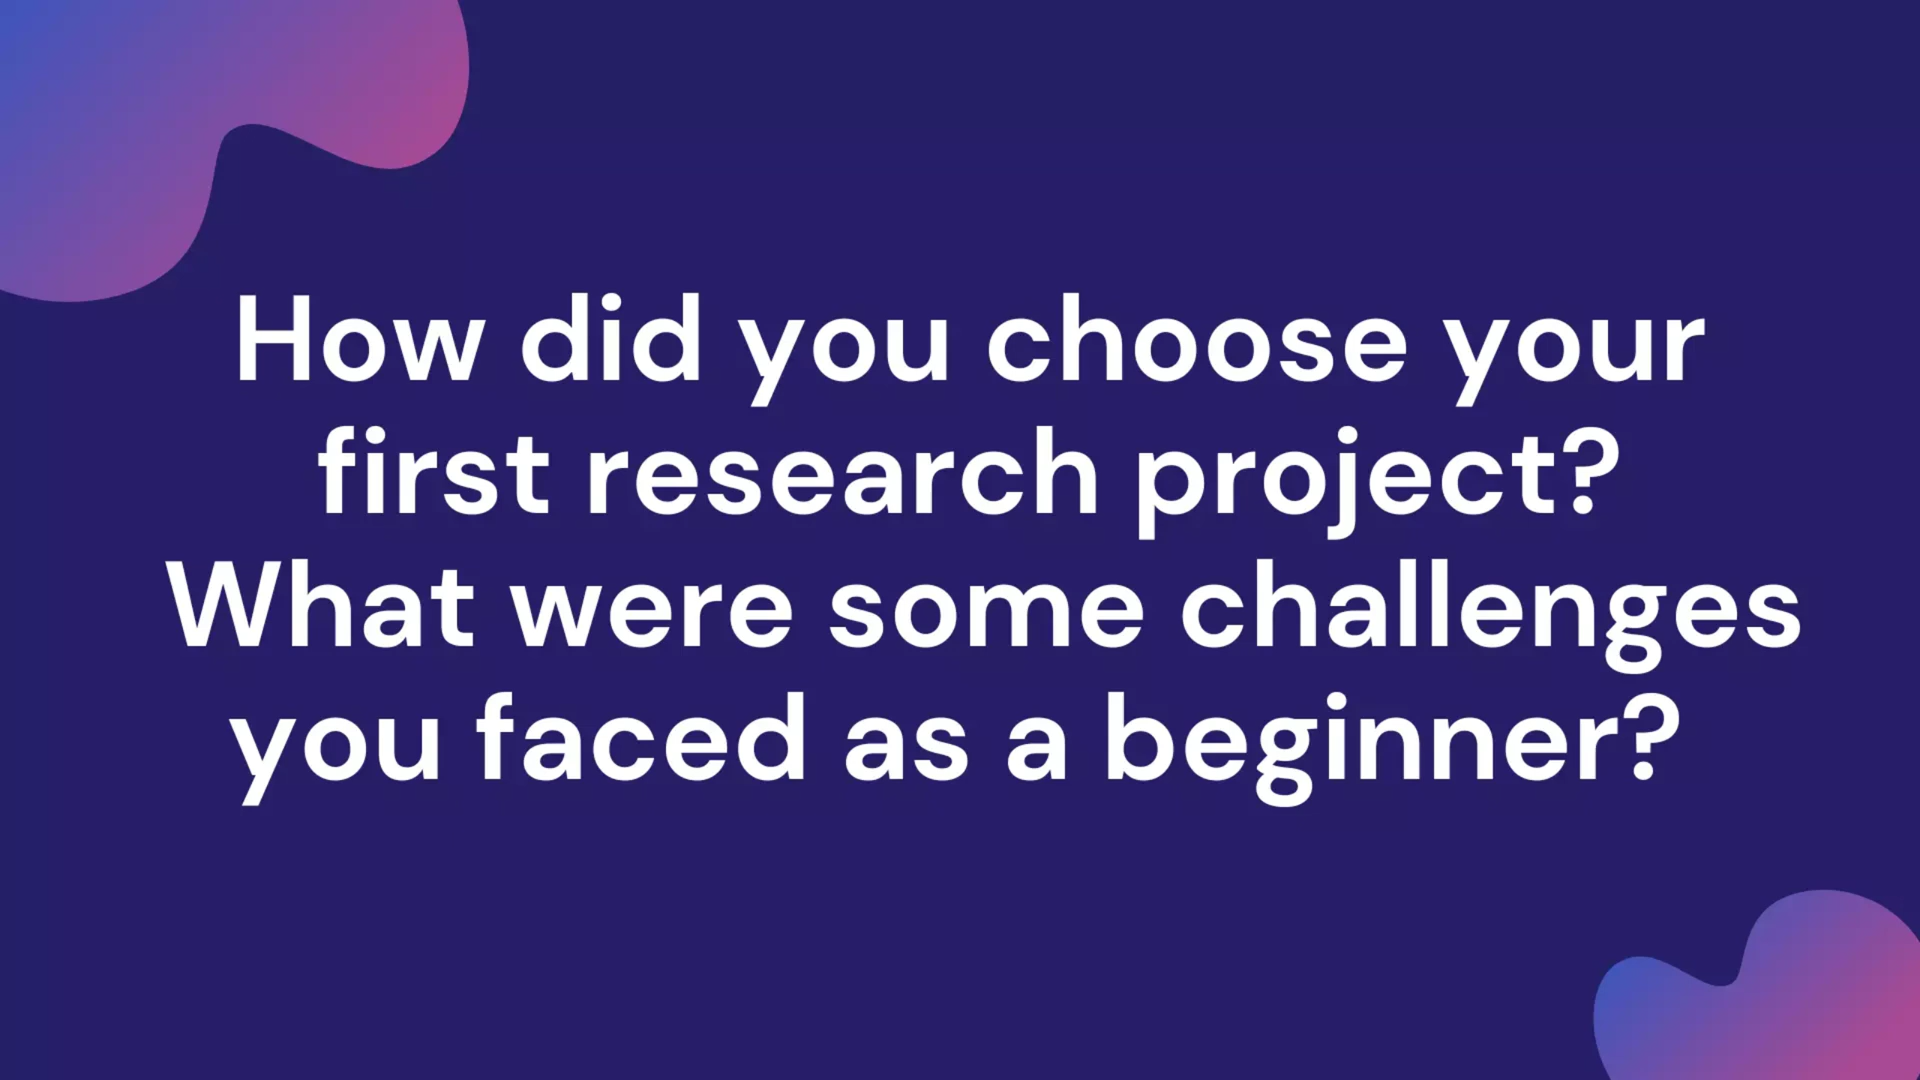 How did you choose your
first research project?
What were some challenges
you faced as a beginner?